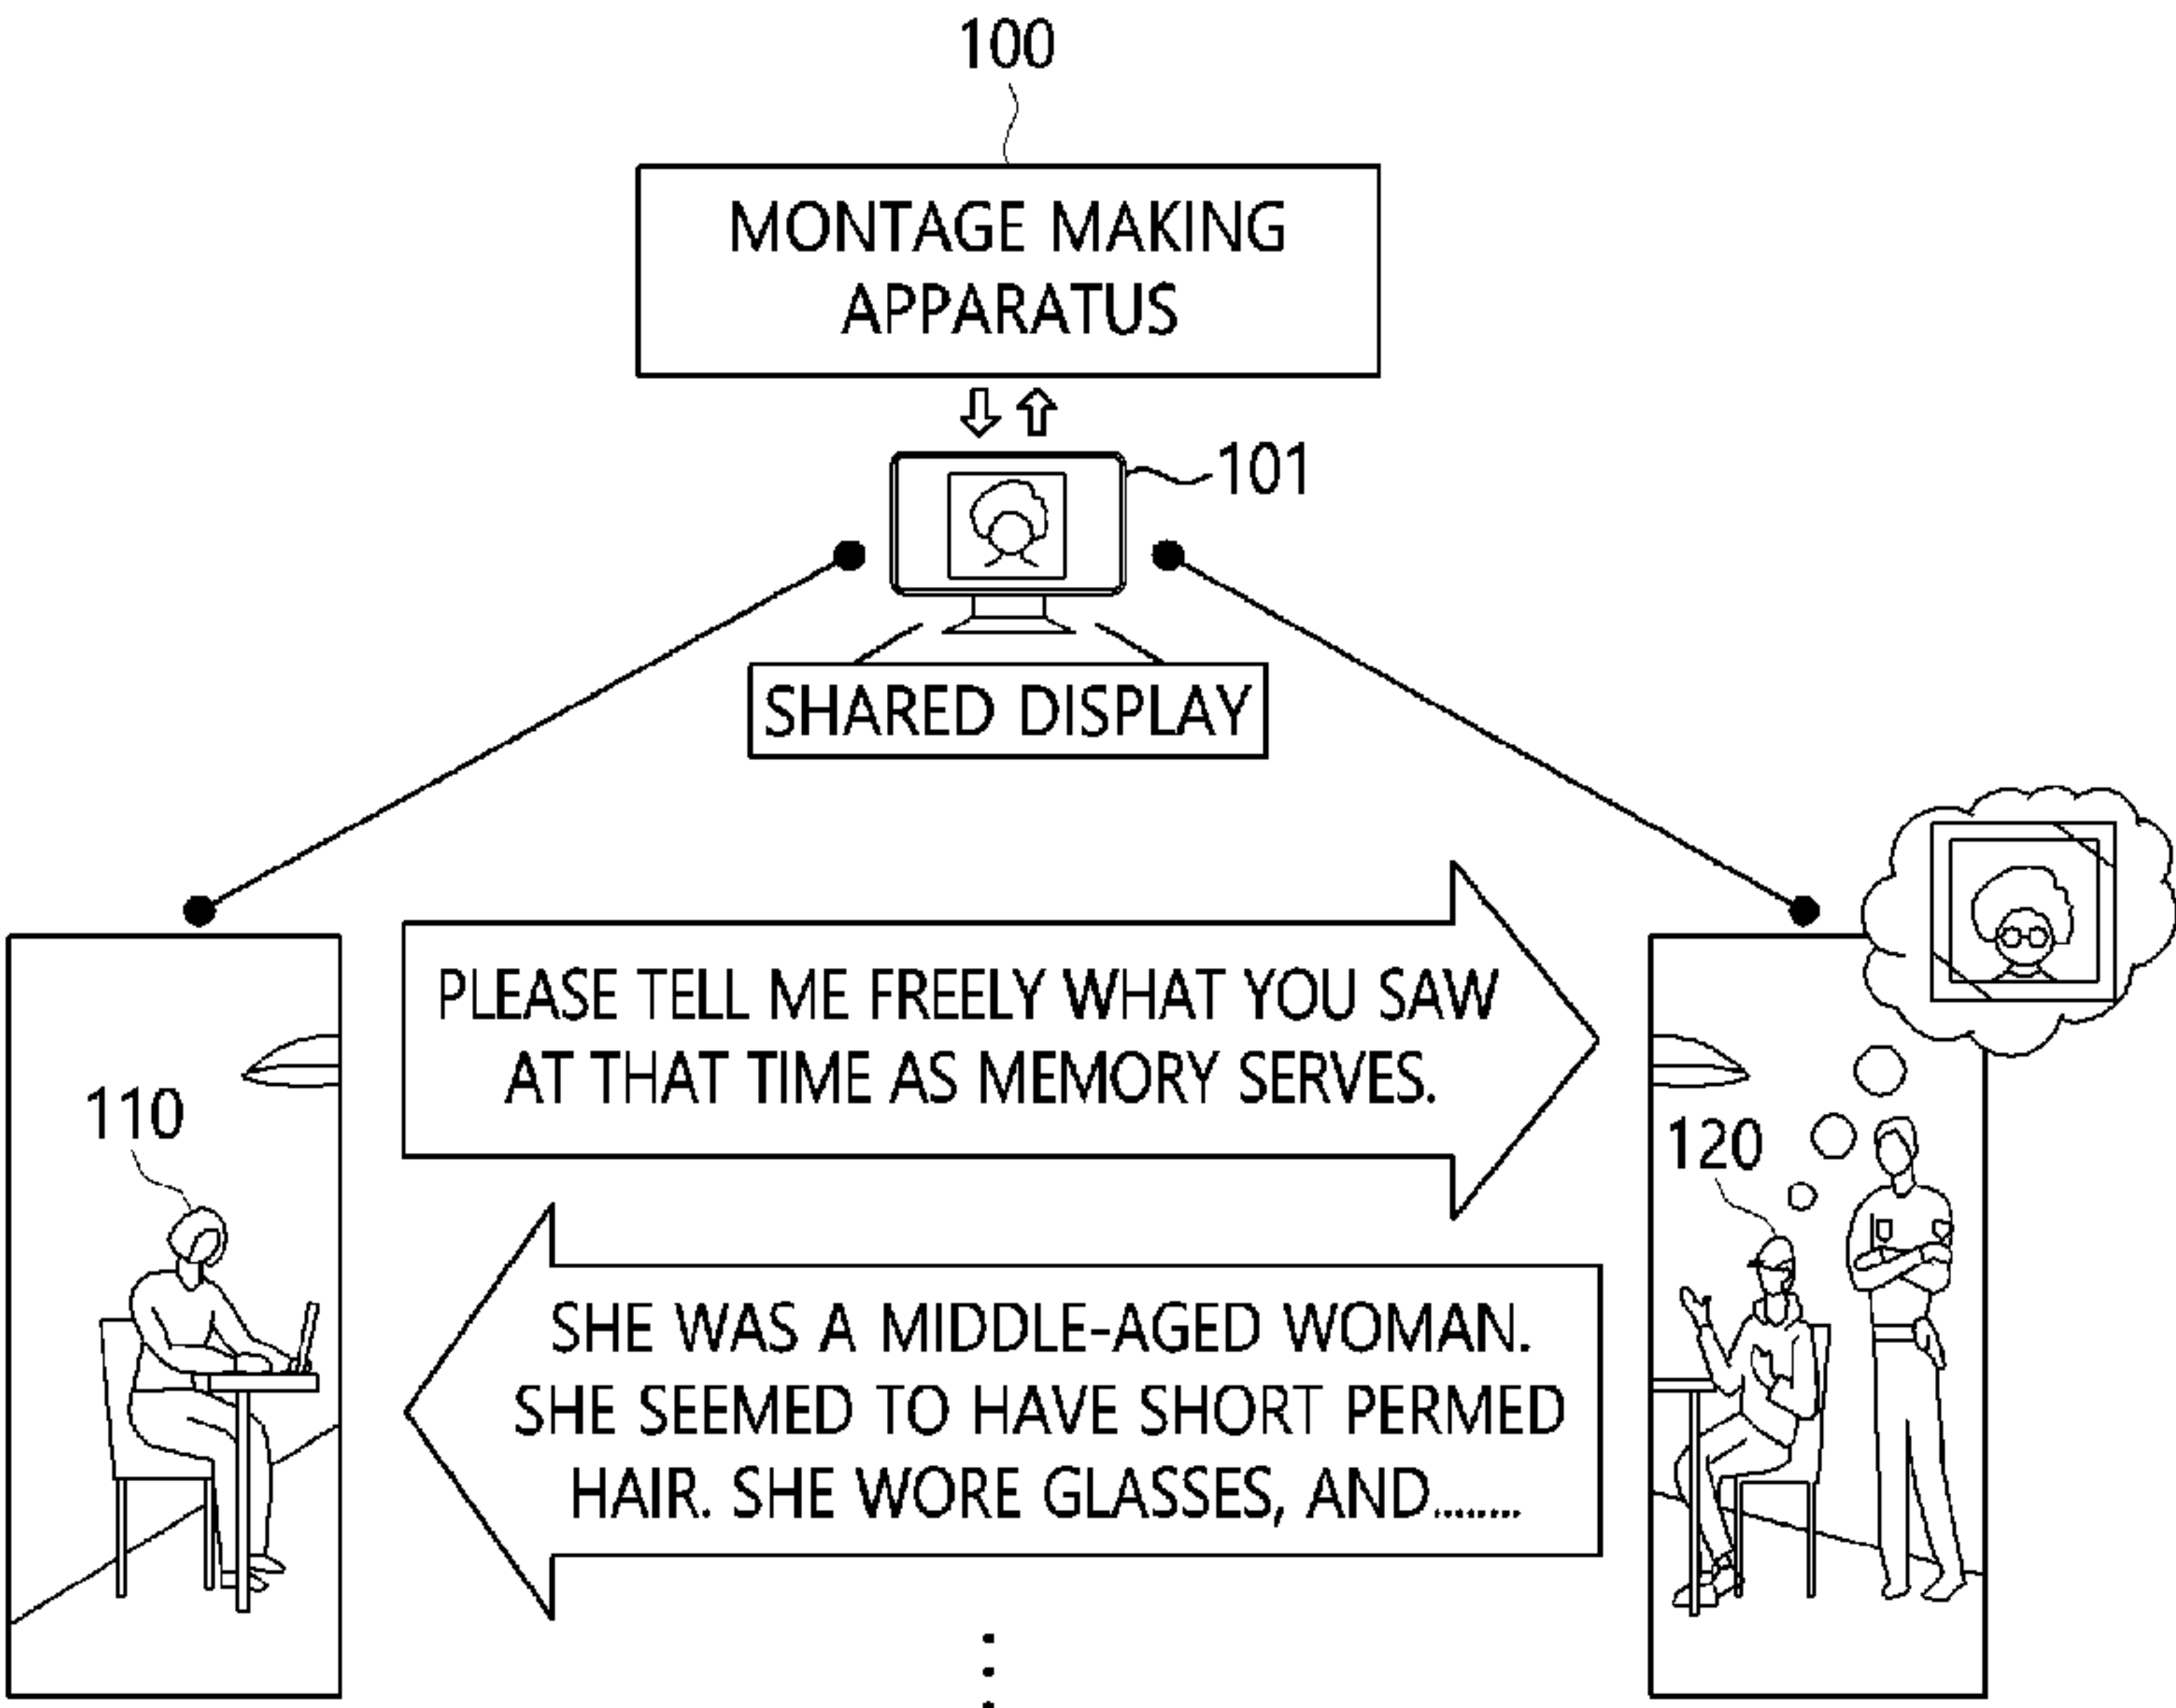 100
MONTAGE MAKING
APPARATUS
101
SHARED DISPLAY
PLEASE TELL ME FREELY WHAT YOU SAW
AT THAT TIME AS MEMORY SERVES.
110
120
SHE WAS A MIDDLE-AGED WOMAN.
SHE SEEMED TO HAVE SHORT PERMED
HAIR. SHE WORE GLASSES, AND........